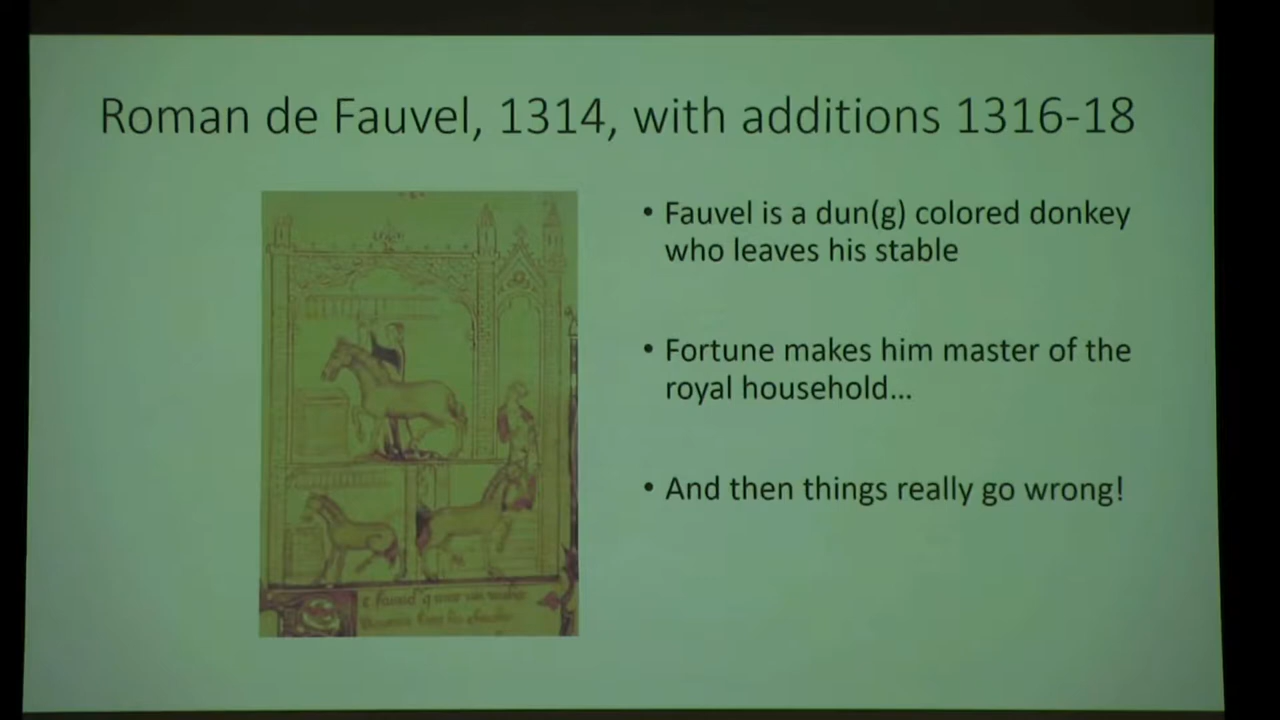 Roman de Fauvel, 1314, with additions 1316-18
• Fauvel is a dun(g) colored donkey
who leaves his stable
• Fortune makes him master of the
royal household...
• And then things really go wrong!